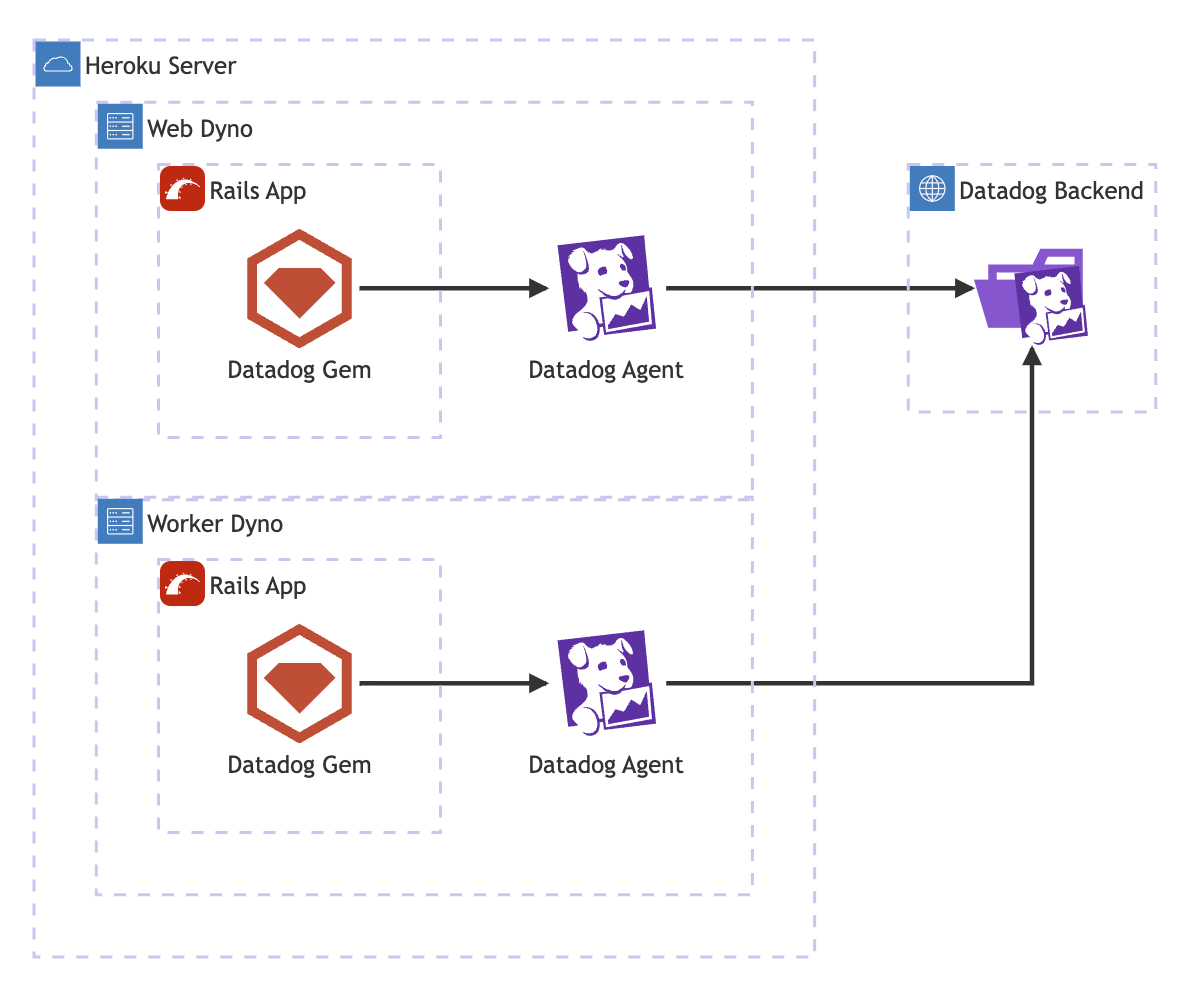 Heroku Server
Web Dyno
Rails App
Datadog Backend
Datadog Gem
Datadog Agent
Worker Dyno
Rails App
Datadog Gem
Datadog Agent